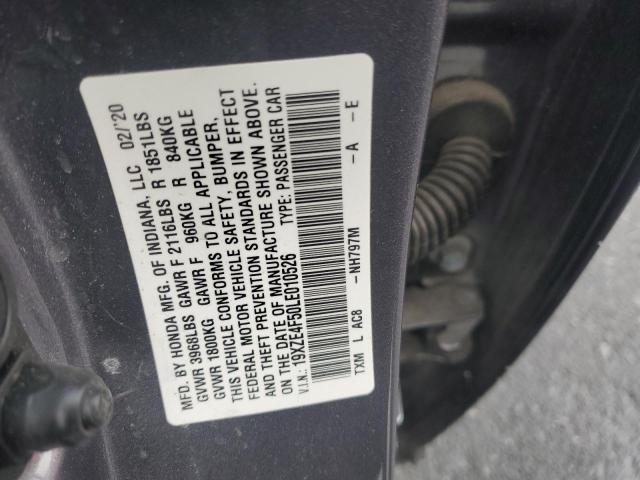 MFD. BY HONDA MFG. OF INDIANA, LLC 02/'20
GVWR 3968LBS GAWR F 2116LBS R 1851LBS
GVWR 1800KG GAWR F 960KG R 840KG
THIS VEHICLE CONFORMS TO ALL APPLICABLE
FEDERAL MOTOR VEHICLE SAFETY, BUMPER,
AND THEFT PREVENTION STANDARDS IN EFFECT
ON THE DATE OF MANUFACTURE SHOWN ABOVE.
V.I.N.: 19XZE4F50LE010526 TYPE: PASSENGER CAR
TXM L AC8 -NH797M -A -E